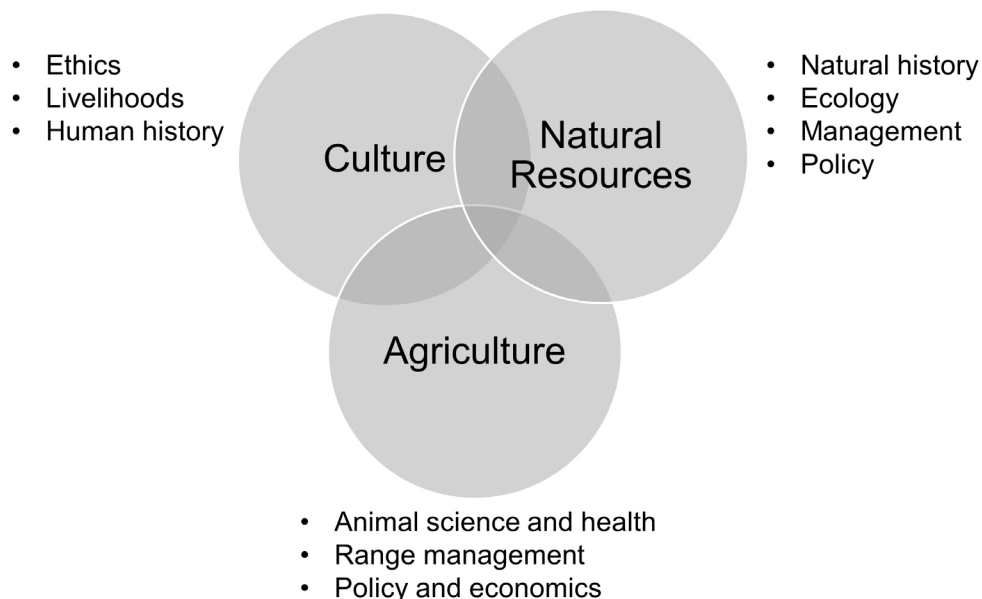 • Ethics
• Livelihoods
• Human history
Culture
Natural
Resources
• Natural history
• Ecology
• Management
• Policy
Agriculture
• Animal science and health
• Range management
• Policy and economics